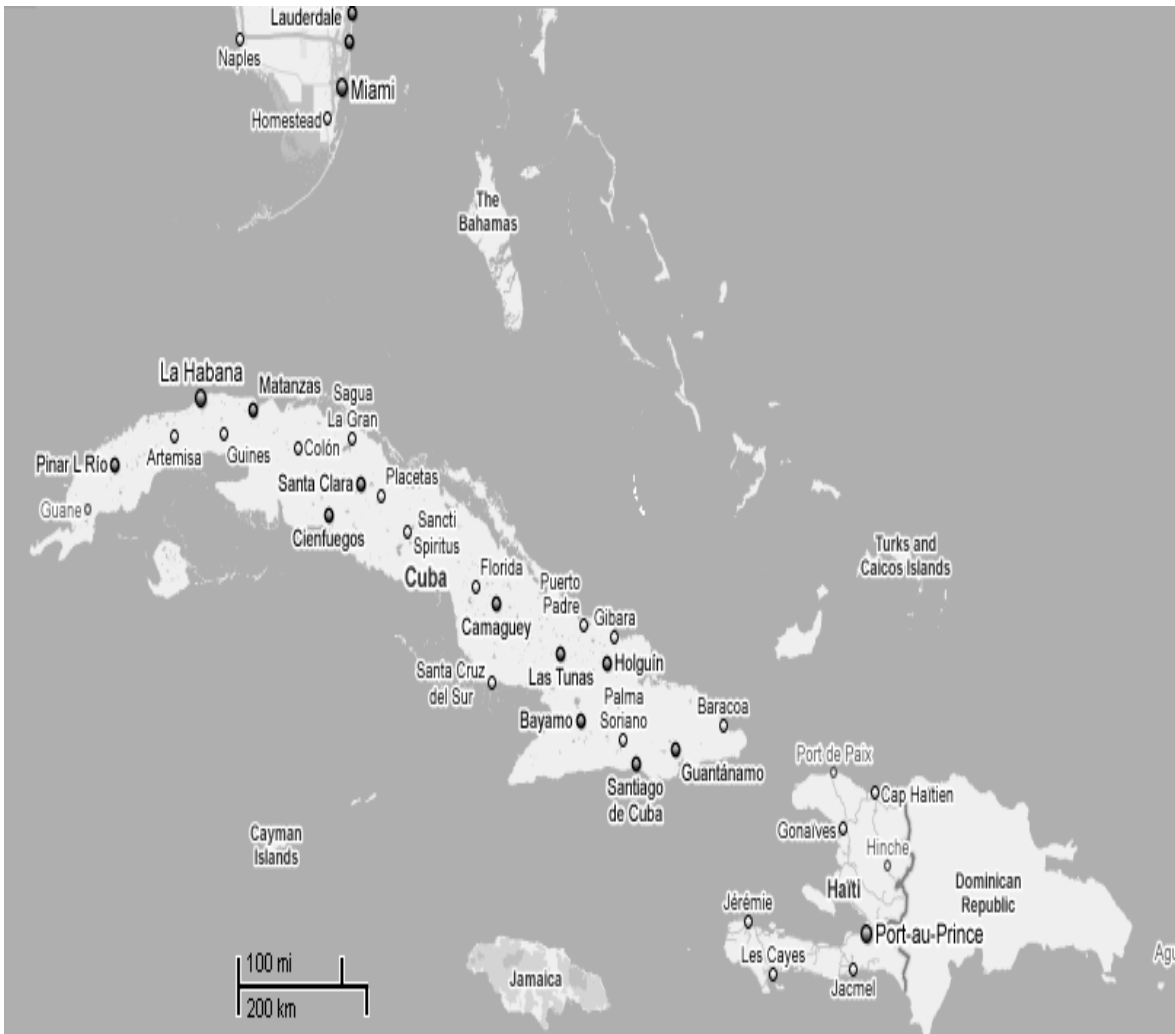 Lauderdale
Naples
Miami
Homestead
The
Bahamas
La Habana
Matanzas
Sagua
La Gran
Pinar L Río
Artemisa
Guines
Colón
Guane
Santa Clara
Placetas
Cienfuegos
Sancti
Spiritus
Cuba
Florida
Camaguey
Puerto
Padre
Gibara
Turks and
Caicos Islands
Santa Cruz
del Sur
Las Tunas
Holguín
Bayamo
Palma
Soriano
Baracoa
Santiago
de Cuba
Guantánamo
Port de Paix
Cap Haïtien
Gonaïves
Hinche
Cayman
Islands
Haïti
Dominican
Republic
Jérémie
Port-au-Prince
Les Cayes
Jacmel
Jamaica
Agu
100 mi
200 km